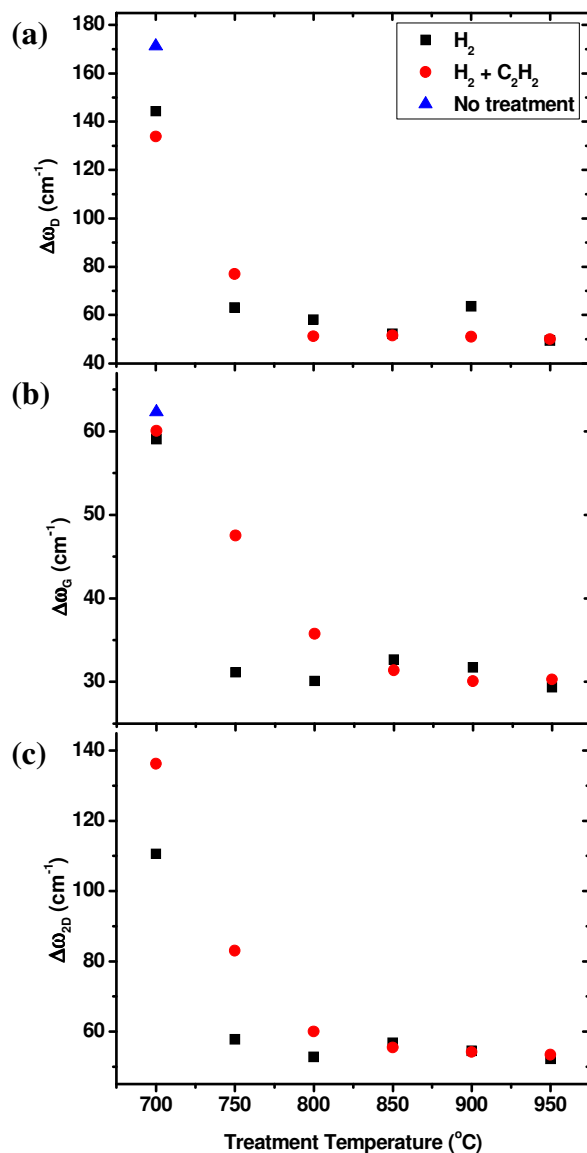 (a)
180
160
140
120
100
80
60
40
Δω_D (cm⁻¹)
H₂
H₂ + C₂H₂
No treatment
(b)
60
50
40
30
Δω_G (cm⁻¹)
(c)
140
120
100
80
60
Δω_2D (cm⁻¹)
700 750 800 850 900 950
Treatment Temperature (°C)